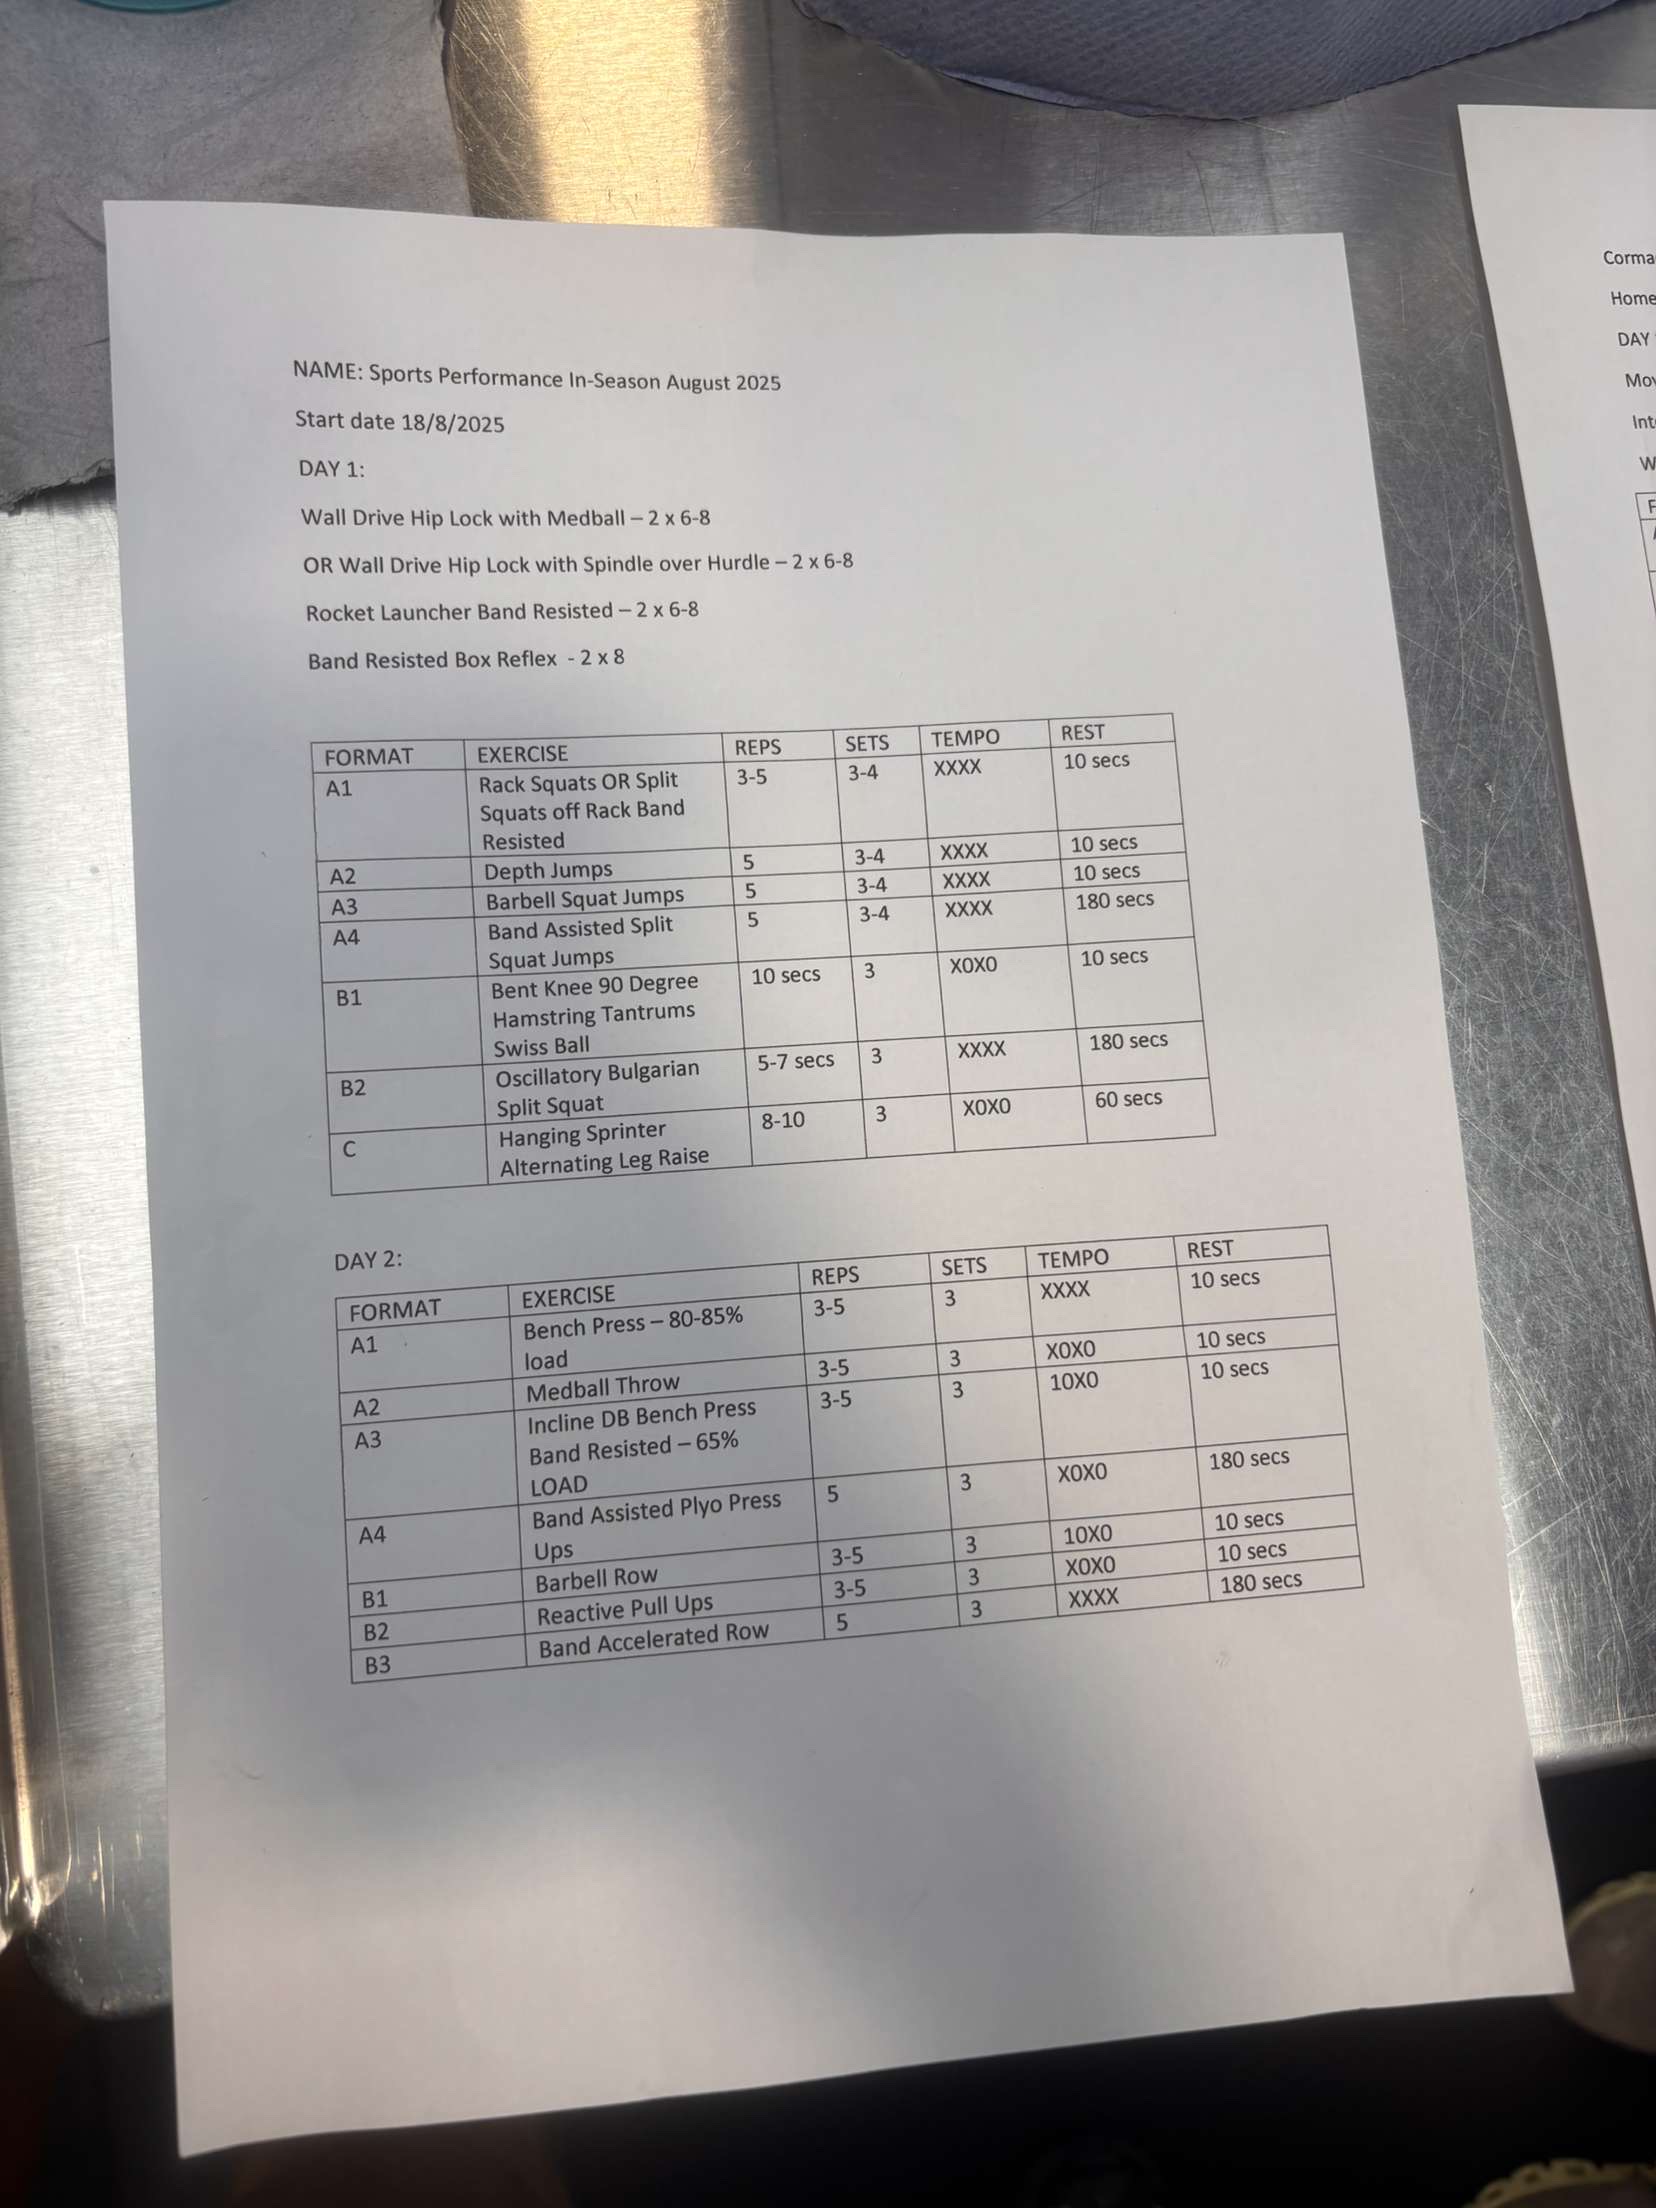 NAME: Sports Performance In-Season August 2025
Start date 18/8/2025
DAY 1:
Wall Drive Hip Lock with Medball – 2 x 6-8
OR Wall Drive Hip Lock with Spindle over Hurdle – 2 x 6-8
Rocket Launcher Band Resisted – 2 x 6-8
Band Resisted Box Reflex - 2 x 8
FORMAT EXERCISE REPS SETS TEMPO REST
A1 Rack Squats OR Split 3-5 3-4 XXXX 10 secs
Squats off Rack Band
Resisted
A2 Depth Jumps 5 3-4 XXXX 10 secs
A3 Barbell Squat Jumps 5 3-4 XXXX 10 secs
A4 Band Assisted Split 5 3-4 XXXX 180 secs
Squat Jumps
B1 Bent Knee 90 Degree 10 secs 3 X0X0 10 secs
Hamstring Tantrums
Swiss Ball
B2 Oscillatory Bulgarian 5-7 secs 3 XXXX 180 secs
Split Squat
C Hanging Sprinter 8-10 3 X0X0 60 secs
Alternating Leg Raise
DAY 2:
FORMAT EXERCISE REPS SETS TEMPO REST
A1 Bench Press – 80-85% 3-5 3 XXXX 10 secs
load
A2 Medball Throw 3-5 3 X0X0 10 secs
A3 Incline DB Bench Press 3-5 3 10X0 10 secs
Band Resisted – 65%
LOAD
A4 Band Assisted Plyo Press 5 3 X0X0 180 secs
Ups
B1 Barbell Row 3-5 3 10X0 10 secs
B2 Reactive Pull Ups 3-5 3 X0X0 10 secs
B3 Band Accelerated Row 5 3 XXXX 180 secs
Home
DAY